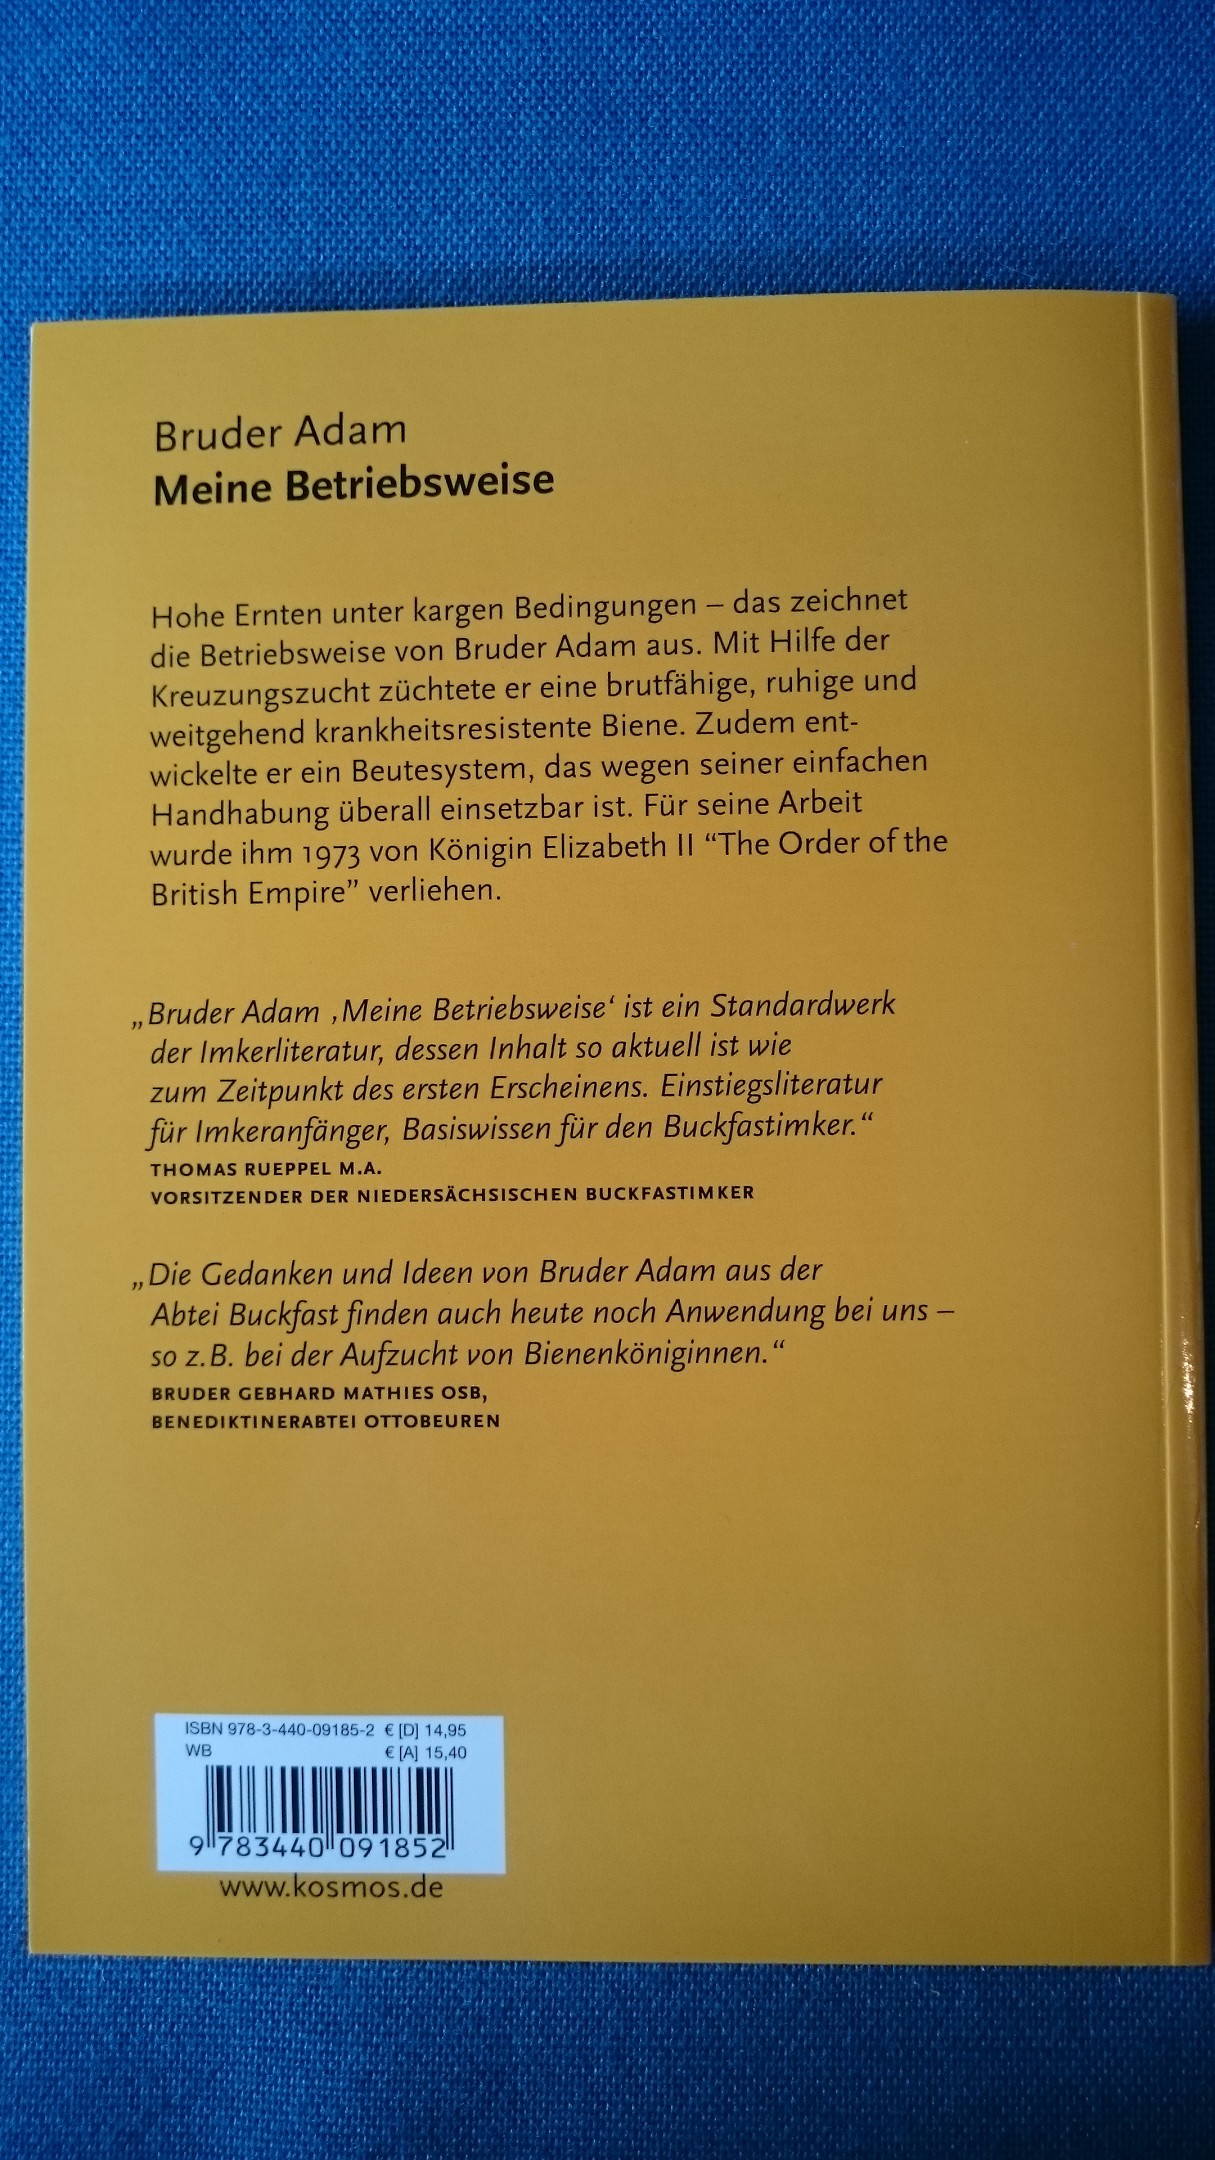 Bruder Adam
Meine Betriebsweise
Hohe Ernten unter kargen Bedingungen – das zeichnet
die Betriebsweise von Bruder Adam aus. Mit Hilfe der
Kreuzungszucht züchtete er eine brutfähige, ruhige und
weitgehend krankheitsresistente Biene. Zudem ent-
wickelte er ein Beutesystem, das wegen seiner einfachen
Handhabung überall einsetzbar ist. Für seine Arbeit
wurde ihm 1973 von Königin Elizabeth II “The Order of the
British Empire” verliehen.
„Bruder Adam ‚Meine Betriebsweise‘ ist ein Standardwerk
der Imkerliteratur, dessen Inhalt so aktuell ist wie
zum Zeitpunkt des ersten Erscheinens. Einstiegsliteratur
für Imkeranfänger, Basiswissen für den Buckfastimker.“
THOMAS RUEPPEL M.A.
VORSITZENDER DER NIEDERSÄCHSISCHEN BUCKFASTIMKER
„Die Gedanken und Ideen von Bruder Adam aus der
Abtei Buckfast finden auch heute noch Anwendung bei uns –
so z.B. bei der Aufzucht von Bienenköniginnen.“
BRUDER GEBHARD MATHIES OSB,
BENEDIKTINERABTEI OTTOBEUREN
ISBN 978-3-440-09185-2 € [D] 14,95
WB € [A] 15,40
9 783440 091852
www.kosmos.de